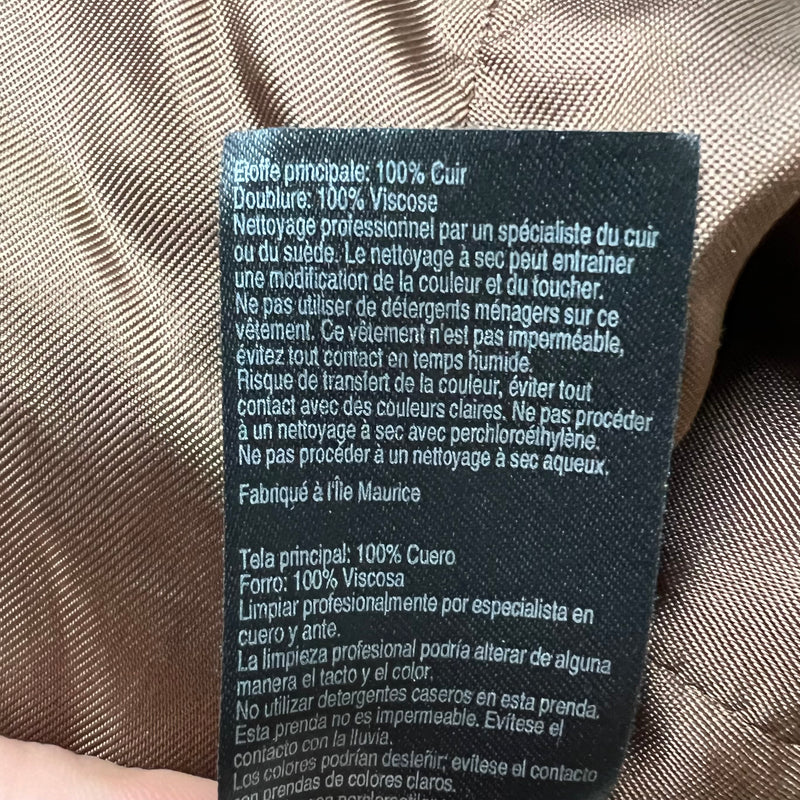 Etoffe principale: 100% Cuir
Doublure: 100% Viscose
Nettoyage professionnel par un spécialiste du cuir
ou du suède. Le nettoyage à sec peut entraîner
une modification de la couleur et du toucher.
Ne pas utiliser de détergents ménagers sur ce
vêtement. Ce vêtement n'est pas imperméable,
évitez tout contact en temps humide.
Risque de transfert de la couleur, éviter tout
contact avec des couleurs claires. Ne pas procéder
à un nettoyage à sec avec perchloroéthylène.
Ne pas procéder à un nettoyage à sec aqueux.
Fabriqué à l'Île Maurice
Tela principal: 100% Cuero
Forro: 100% Viscosa
Limpiar profesionalmente por especialista en
cuero y ante.
La limpieza profesional podría alterar de alguna
manera el tacto y el color.
No utilizar detergentes caseros en esta prenda.
Esta prenda no es impermeable. Evítese el
contacto con la lluvia.
Los colores podrían desteñir; evítese el contacto
con prendas de colores claros.